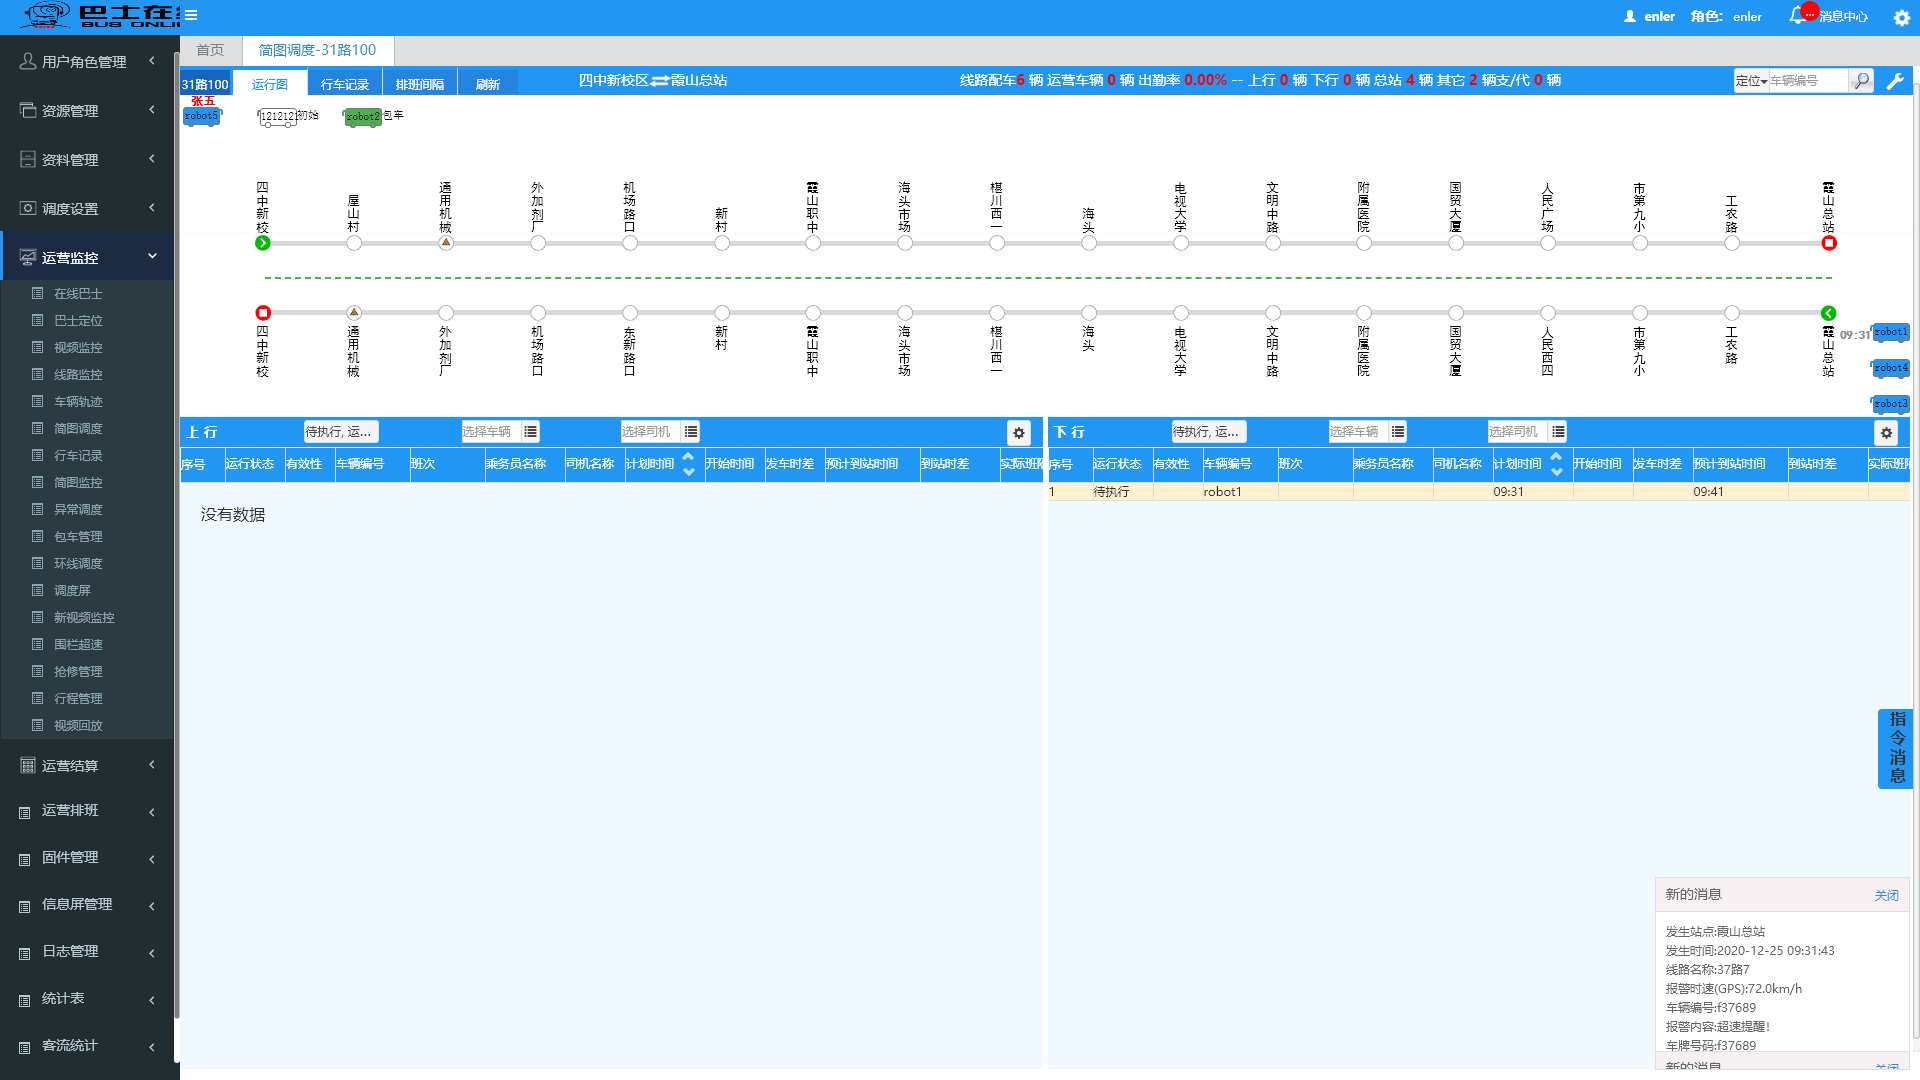 巴士在线
BUS ONLI
enler 角色: enler ... 消息中心
首页 简图调度-31路100
31路100 运行图 行车记录 排班间隔 刷新 四中新校区⇌霞山总站 线路配车6 辆 运营车辆 0 辆 出勤率 0.00% -- 上行 0 辆 下行 0 辆 总站 4 辆 其它 2 辆支/代 0 辆 定位 车辆编号
张五
robot5 1212121 初始 robot2 包车
四中新校 屋山村 通用机械 外加剂厂 机场路口 新村 霞山职中 海头市场 椹川西一 海头 电视大学 文明中路 附属医院 国贸大厦 人民广场 市第九小 工农路 霞山总站
四中新校 通用机械 外加剂厂 机场路口 东新路口 新村 霞山职中 海头市场 椹川西一 海头 电视大学 文明中路 附属医院 国贸大厦 人民西四 市第九小 工农路 霞山总站
09:31 robot1
robot4
robot3
用户角色管理
资源管理
资料管理
调度设置
运营监控
在线巴士
巴士定位
视频监控
线路监控
车辆轨迹
简图调度
行车记录
简图监控
异常调度
包车管理
环线调度
调度屏
新视频监控
围栏超速
抢修管理
行程管理
视频回放
运营结算
运营排班
固件管理
信息屏管理
日志管理
统计表
客流统计
上行 待执行, 运... 选择车辆 选择司机
序号 运行状态 有效性 车辆编号 班次 乘务员名称 司机名称 计划时间 开始时间 发车时差 预计到站时间 到站时差 实际班
没有数据
下行 待执行, 运... 选择车辆 选择司机
序号 运行状态 有效性 车辆编号 班次 乘务员名称 司机名称 计划时间 开始时间 发车时差 预计到站时间 到站时差 实际班
1 待执行 robot1 09:31 09:41
指令消息
新的消息 关闭
发生站点:霞山总站
发生时间:2020-12-25 09:31:43
线路名称:37路7
报警时速(GPS):72.0km/h
车辆编号:f37689
报警内容:超速提醒!
车牌号码:f37689
新的消息 关闭